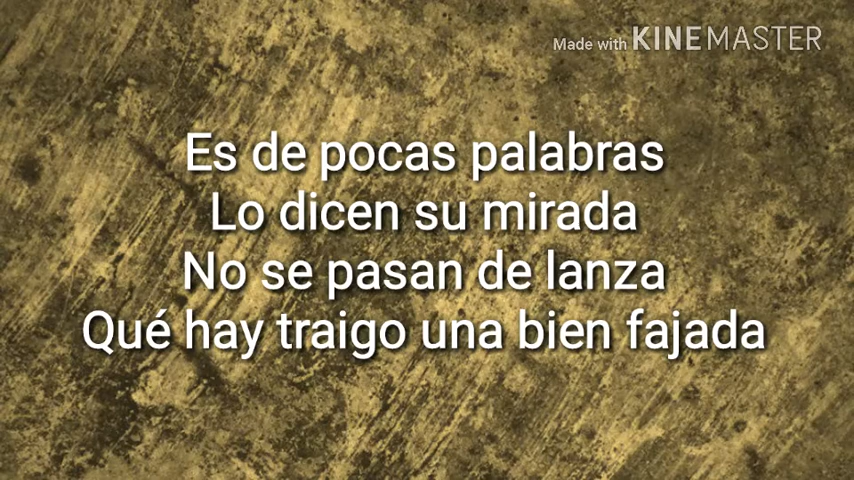 Made with KINEMASTER
Es de pocas palabras
Lo dicen su mirada
No se pasan de lanza
Qué hay traigo una bien fajada